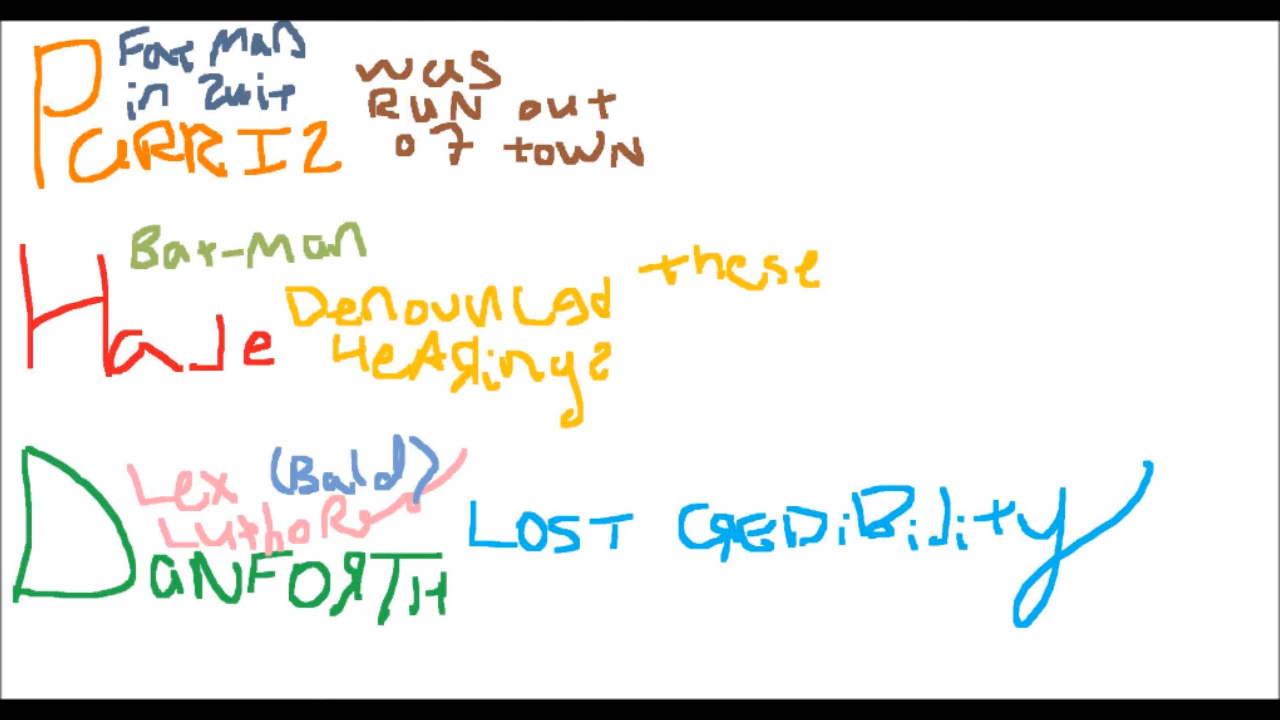 Fat Man
in Suit
PARRIS
was
RUN out
of town
Bat-Man
Hale
Denounced these
HeARings
Lex (Bald)
LuthoR
DaNFORTH
LOST CREDiBility